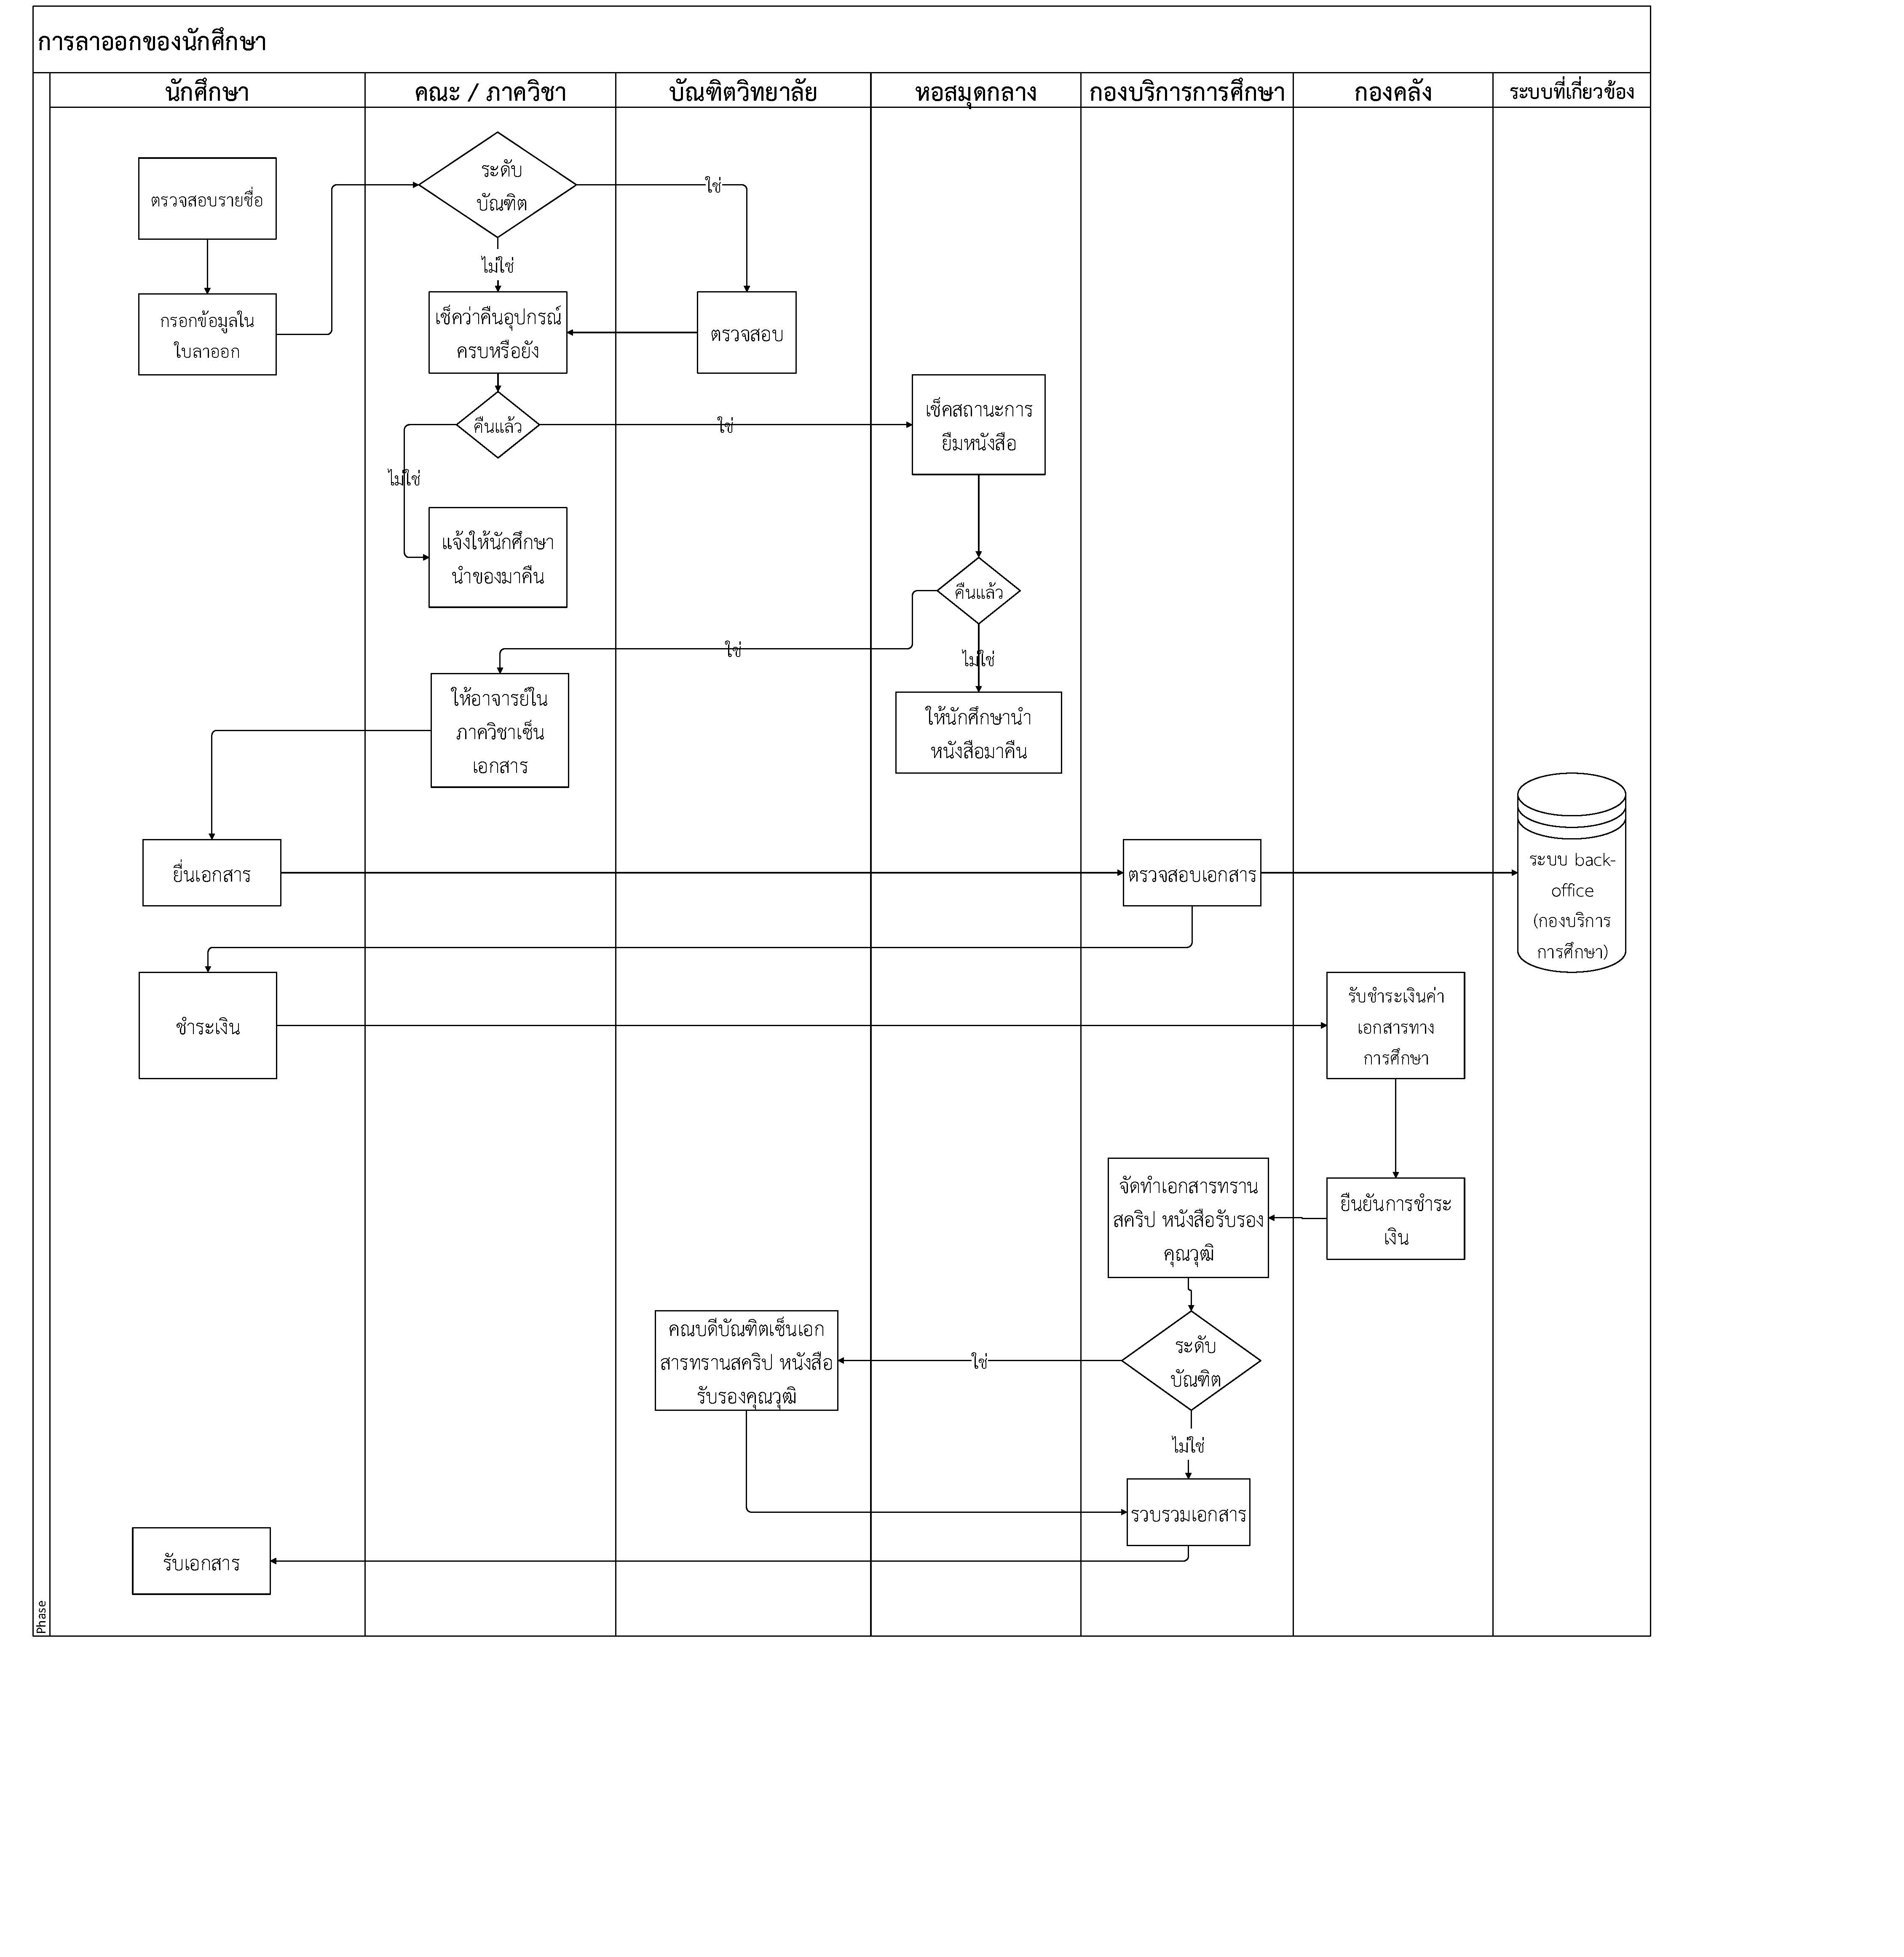 การลาออกของนักศึกษา
นักศึกษา
คณะ / ภาควิชา
บัณฑิตวิทยาลัย
หอสมุดกลาง
กองบริการการศึกษา
กองคลัง
ระบบที่เกี่ยวข้อง
ตรวจสอบรายชื่อ
กรอกข้อมูลใน
ใบลาออก
ระดับ
บัณฑิต
ใช่
ไม่ใช่
เช็คว่าคืนอุปกรณ์
ครบหรือยัง
ตรวจสอบ
คืนแล้ว
ใช่
ไม่ใช่
เช็คสถานะการ
ยืมหนังสือ
แจ้งให้นักศึกษา
นำของมาคืน
คืนแล้ว
ใช่
ไม่ใช่
ให้อาจารย์ใน
ภาควิชาเซ็น
เอกสาร
ให้นักศึกษานำ
หนังสือมาคืน
ยื่นเอกสาร
ตรวจสอบเอกสาร
ระบบ back-
office
(กองบริการ
การศึกษา)
ชำระเงิน
รับชำระเงินค่า
เอกสารทาง
การศึกษา
ยืนยันการชำระ
เงิน
จัดทำเอกสารทราน
สคริป หนังสือรับรอง
คุณวุฒิ
ระดับ
บัณฑิต
ใช่
คณบดีบัณฑิตเซ็นเอก
สารทรานสคริป หนังสือ
รับรองคุณวุฒิ
ไม่ใช่
รวบรวมเอกสาร
รับเอกสาร
Phase